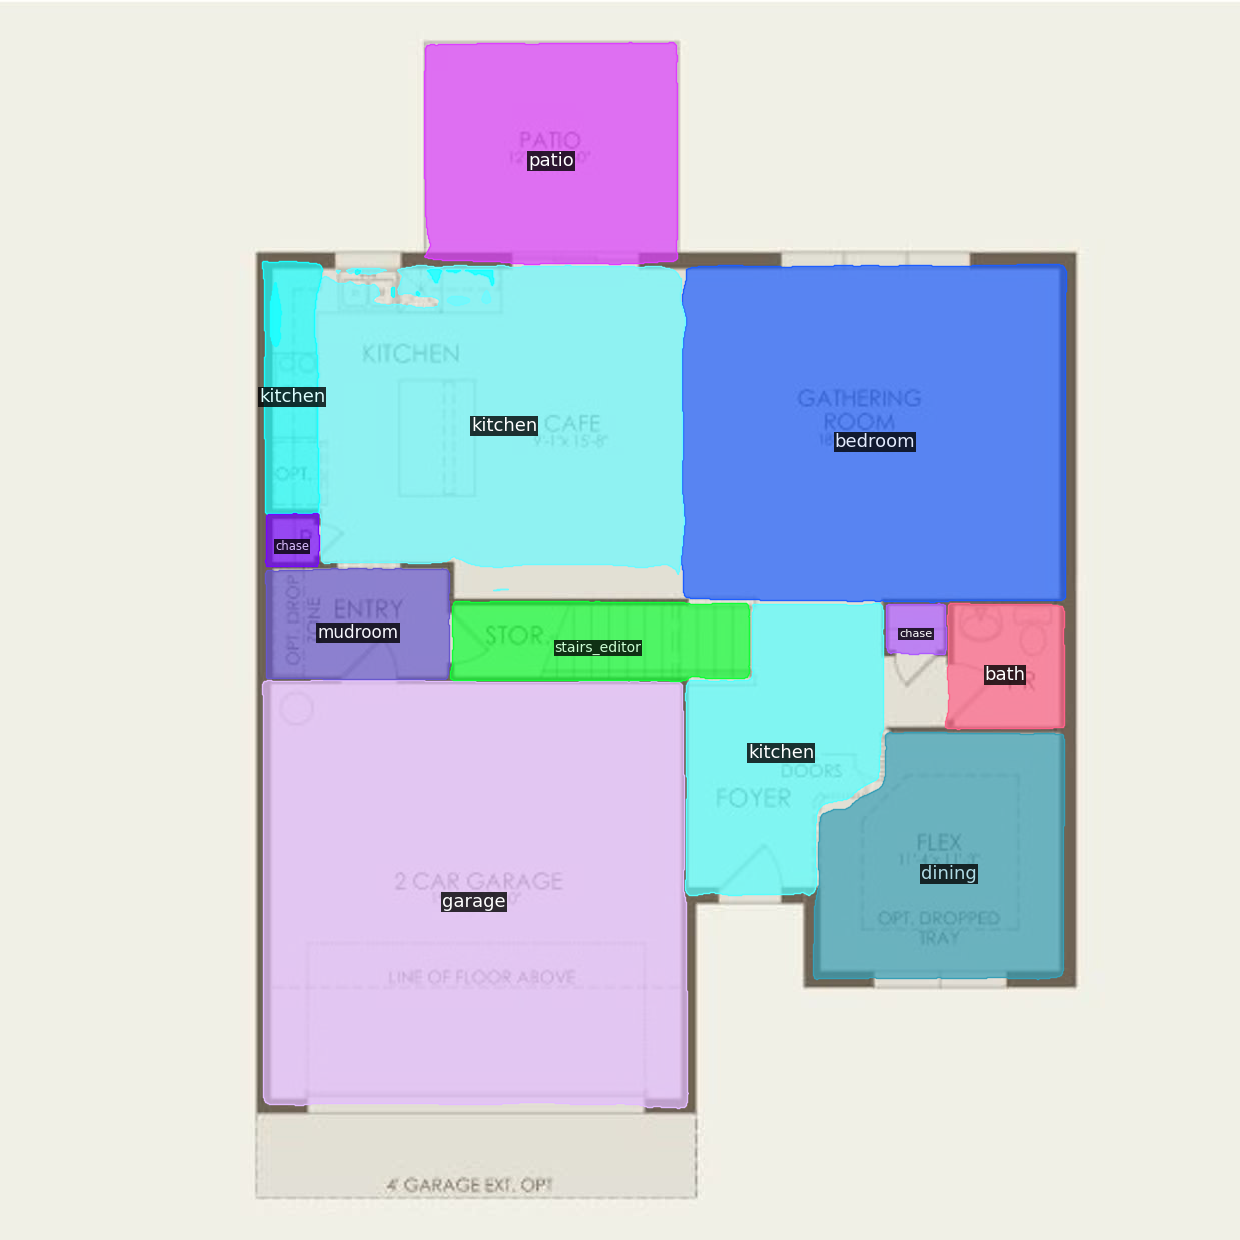 PATIO
patio
KITCHEN
kitchen
CAFE
9'-1"x 15'-8"
kitchen
GATHERING
ROOM
bedroom
OPT.
chase
OPT. DROP
ZONE
ENTRY
mudroom
STOR.
stairs_editor
chase
bath
kitchen
DOORS
FOYER
FLEX
dining
OPT. DROPPED
TRAY
2 CAR GARAGE
garage
LINE OF FLOOR ABOVE
4' GARAGE EXT. OPT